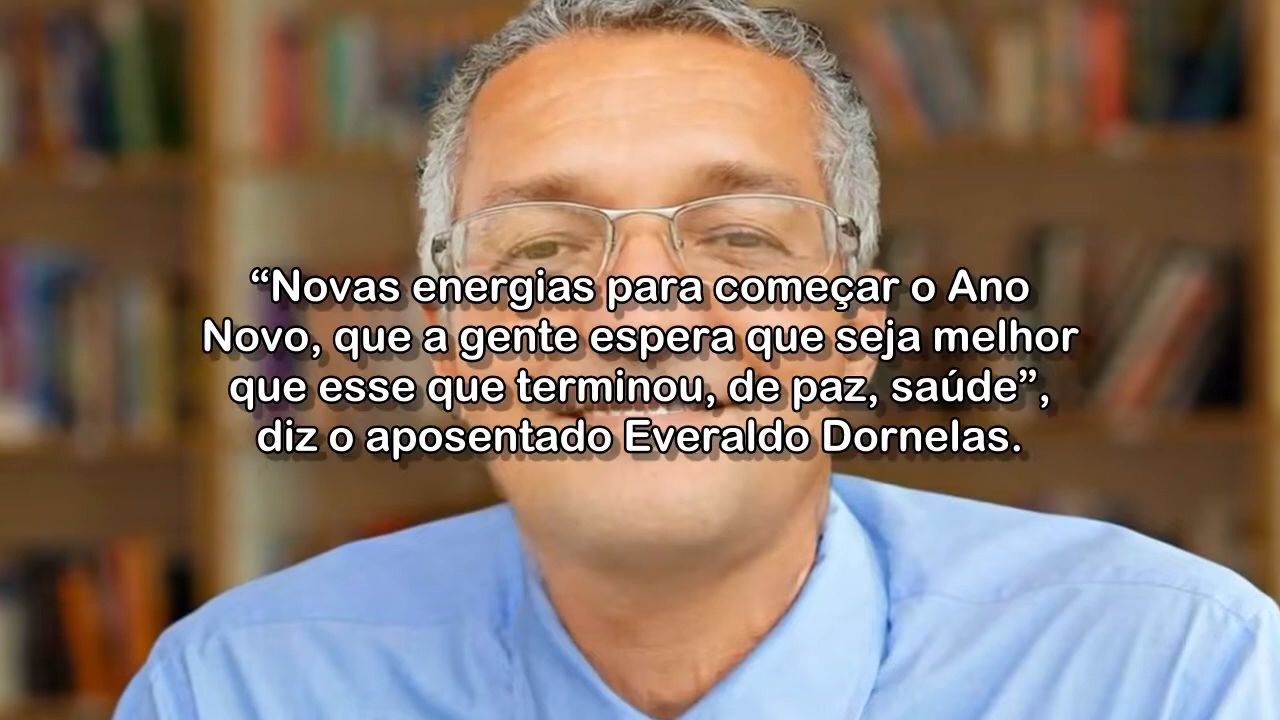 “Novas energias para começar o Ano
Novo, que a gente espera que seja melhor
que esse que terminou, de paz, saúde”,
diz o aposentado Everaldo Dornelas.